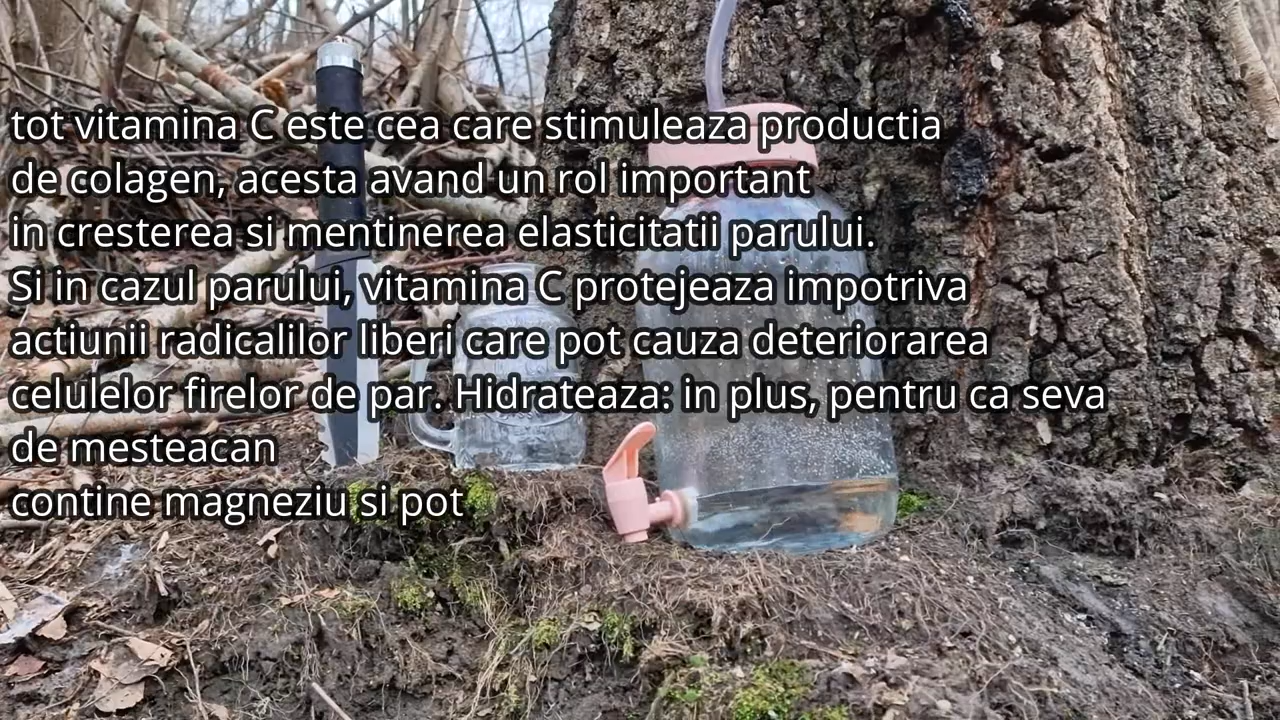 tot vitamina C este cea care stimuleaza productia
de colagen, acesta avand un rol important
in cresterea si mentinerea elasticitatii parului.
Si in cazul parului, vitamina C protejeaza impotriva
actiunii radicalilor liberi care pot cauza deteriorarea
celulelor firelor de par. Hidrateaza: in plus, pentru ca seva
de mesteacan
contine magneziu si pot